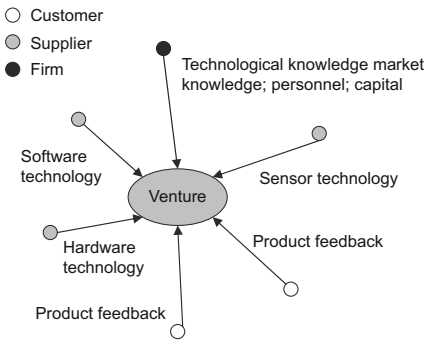 Customer
Supplier
Firm
Technological knowledge market
knowledge; personnel; capital
Software
technology
Sensor technology
Venture
Hardware
technology
Product feedback
Product feedback